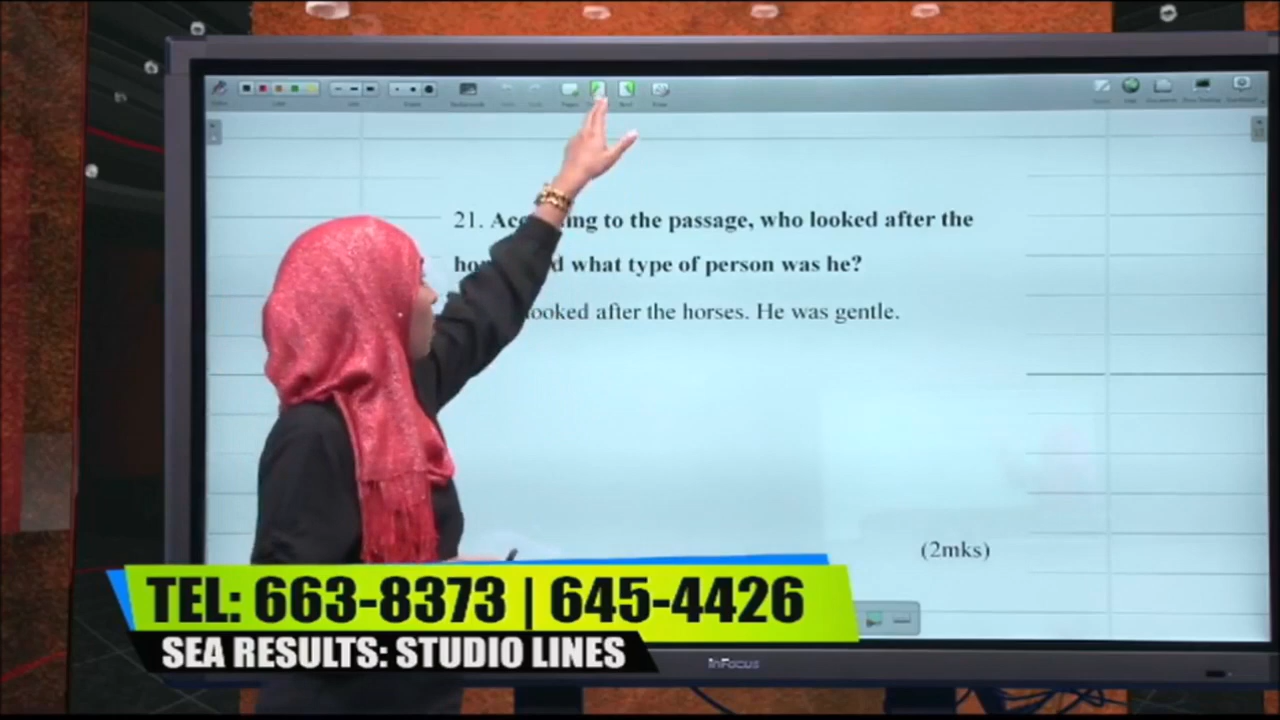 21. Acc ing to the passage, who looked after the
ho d what type of person was he?
looked after the horses. He was gentle.
(2mks)
TEL: 663-8373 | 645-4426
SEA RESULTS: STUDIO LINES
InFocus